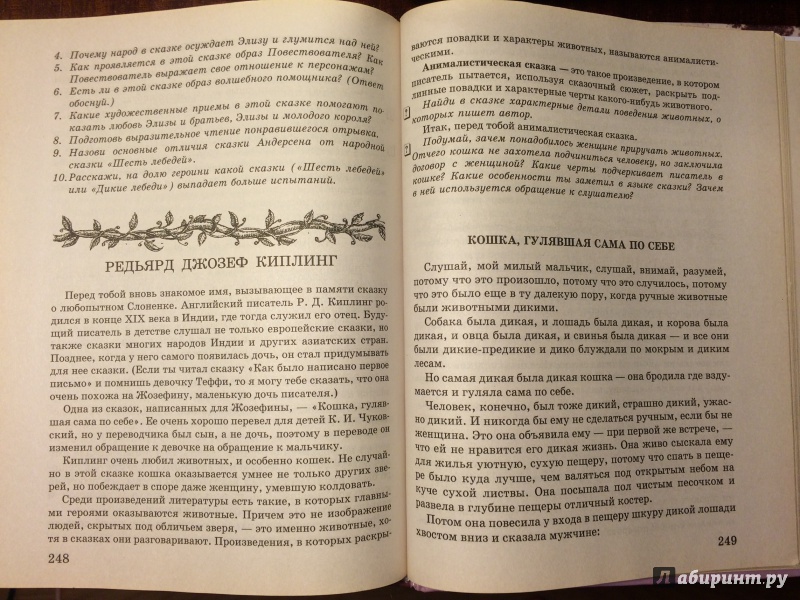 4. Почему народ в сказке осуждает Элизу и глумится над ней?
5. Как проявляется в этой сказке образ Повествователя? Как
Повествователь выражает свое отношение к персонажам?
6. Есть ли в этой сказке образ волшебного помощника? (Ответ
обоснуй.)
7. Какие художественные приемы в этой сказке помогают по-
казать любовь Элизы и братьев, Элизы и молодого короля?
8. Подготовь выразительное чтение понравившегося отрывка.
9. Назови основные отличия сказки Андерсена от народной
сказки «Шесть лебедей».
10. Расскажи, на долю героини какой сказки («Шесть лебедей»
или «Дикие лебеди») выпадает больше испытаний.
РЕДЬЯРД ДЖОЗЕФ КИПЛИНГ
Перед тобой вновь знакомое имя, вызывающее в памяти сказку
о любопытном Слоненке. Английский писатель Р. Д. Киплинг ро-
дился в конце XIX века в Индии, где тогда служил его отец. Буду-
щий писатель в детстве слушал не только европейские сказки, но
также сказки многих народов Индии и других азиатских стран.
Позднее, когда у него самого появилась дочь, он стал придумывать
для нее сказки. (Если ты читал сказку «Как было написано первое
письмо» и помнишь девочку Теффи, то я могу тебе сказать, что она
очень похожа на Жозефину, маленькую дочь писателя.)
Одна из сказок, написанных для Жозефины, — «Кошка, гуляв-
шая сама по себе». Ее очень хорошо перевел для детей К. И. Чуков-
ский, но у переводчика был сын, а не дочь, поэтому в переводе он
изменил обращение к девочке на обращение к мальчику.
Киплинг очень любил животных, и особенно кошек. Не случай-
но в этой сказке кошка оказывается умнее не только других зве-
рей, но побеждает в споре даже женщину, умевшую колдовать.
Среди произведений литературы есть такие, в которых главны-
ми героями оказываются животные. Причем это не изображение
людей, скрытых под обличьем зверя, — это именно животные, хо-
тя в сказках они разговаривают. Произведения, в которых раскры-
248
ваются повадки и характеры животных, называются анималисти-
ческими.
Анималистическая сказка — это такое произведение, в котором
писатель пытается, используя сказочный сюжет, раскрыть под-
линные повадки и характерные черты какого-нибудь животного.
Найди в сказке характерные детали поведения животных, о
которых пишет автор.
Итак, перед тобой анималистическая сказка.
Подумай, зачем понадобилось женщине приручать животных.
Отчего кошка не захотела подчиниться человеку, но заключила
договор с женщиной? Какие черты подчеркивает писатель в
кошке? Какие особенности ты заметил в языке сказки? Зачем
в ней используется обращение к слушателю?
КОШКА, ГУЛЯВШАЯ САМА ПО СЕБЕ
Слушай, мой милый мальчик, слушай, внимай, разумей,
потому что это произошло, потому что это случилось, потому
что это было еще в ту далекую пору, когда ручные животные
были животными дикими.
Собака была дикая, и лошадь была дикая, и корова была
дикая, и овца была дикая, и свинья была дикая — и все они
были дикие-предикие и дико блуждали по мокрым и диким
лесам.
Но самая дикая была дикая кошка — она бродила где взду-
мается и гуляла сама по себе.
Человек, конечно, был тоже дикий, страшно дикий, ужас-
но дикий. И никогда бы ему не сделаться ручным, если бы не
женщина. Это она объявила ему — при первой же встрече, —
что ей не нравится его дикая жизнь. Она живо сыскала ему
для жилья уютную, сухую пещеру, потому что спать в пеще-
ре было куда лучше, чем валяться под открытым небом на
куче сухой листвы. Она посыпала пол чистым песочком и
развела в глубине пещеры отличный костер.
Потом она повесила у входа в пещеру шкуру дикой лошади
хвостом вниз и сказала мужчине:
249
Лабиринт.ру